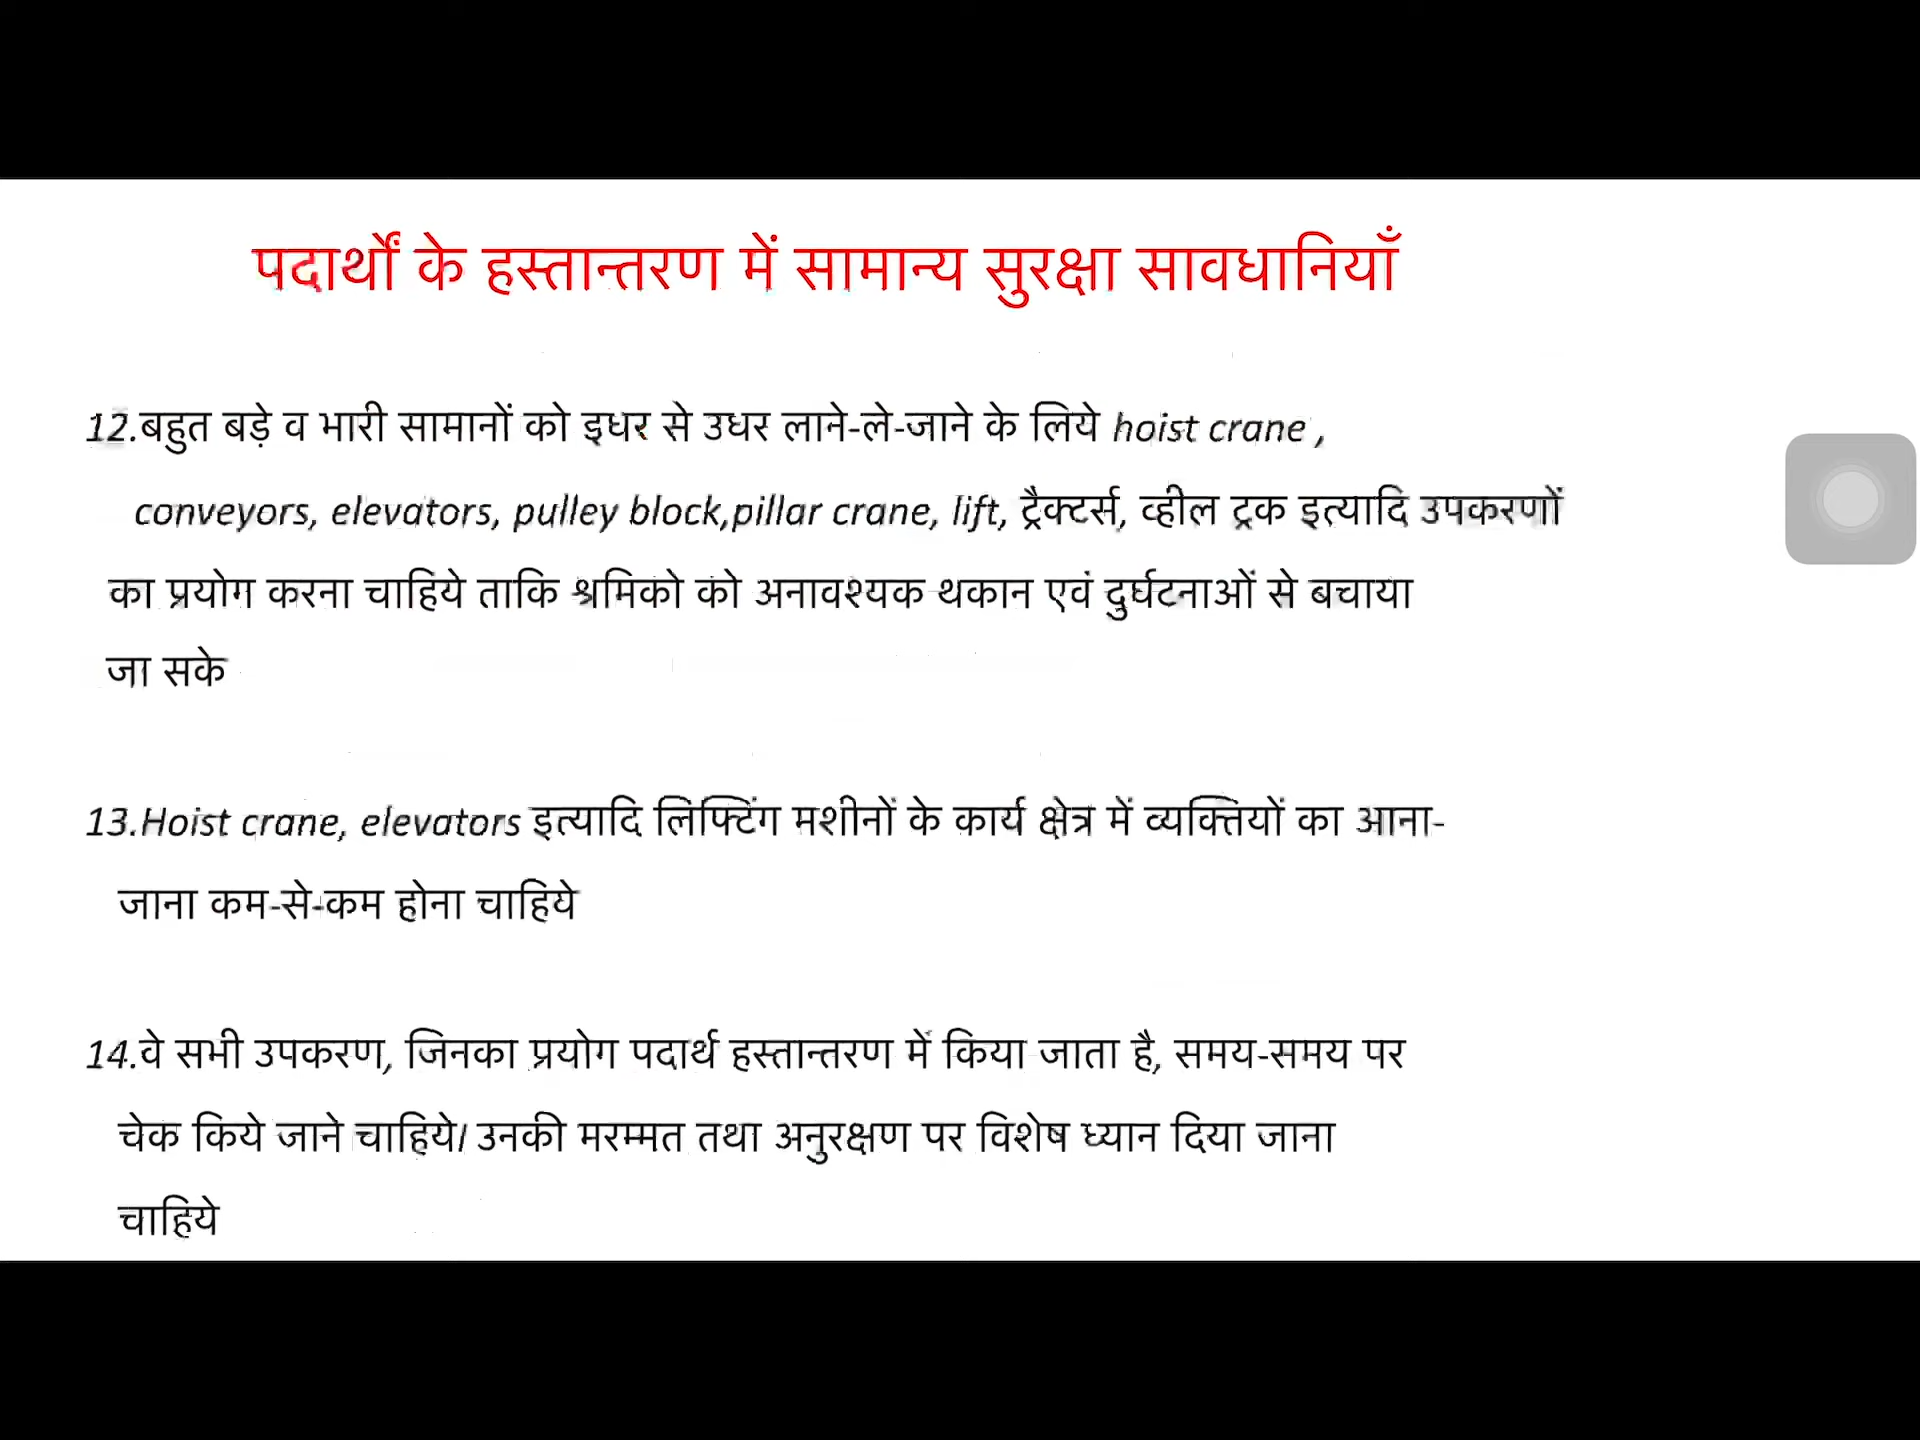 पदार्थों के हस्तान्तरण में सामान्य सुरक्षा सावधानियाँ
12.बहुत बड़े व भारी सामानों को इधर से उधर लाने-ले-जाने के लिये hoist crane ,
conveyors, elevators, pulley block,pillar crane, lift, ट्रैक्टर्स, व्हील ट्रक इत्यादि उपकरणों
का प्रयोग करना चाहिये ताकि श्रमिको को अनावश्यक थकान एवं दुर्घटनाओं से बचाया
जा सके
13.Hoist crane, elevators इत्यादि लिफ्टिंग मशीनों के कार्य क्षेत्र में व्यक्तियों का आना-
जाना कम-से-कम होना चाहिये
14.वे सभी उपकरण, जिनका प्रयोग पदार्थ हस्तान्तरण में किया जाता है, समय-समय पर
चेक किये जाने चाहिये। उनकी मरम्मत तथा अनुरक्षण पर विशेष ध्यान दिया जाना
चाहिये